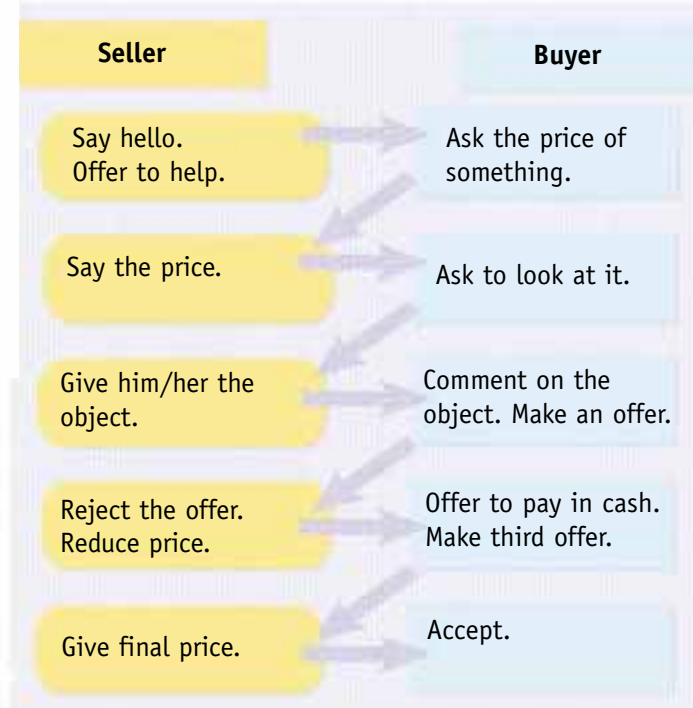 Seller
Buyer
Say hello.
Offer to help.
Ask the price of
something.
Say the price.
Ask to look at it.
Give him/her the
object.
Comment on the
object. Make an offer.
Reject the offer.
Reduce price.
Offer to pay in cash.
Make third offer.
Give final price.
Accept.